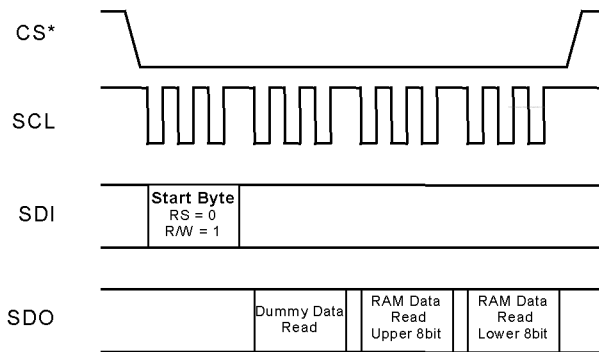 CS*
SCL
SDI
Start Byte
RS = 0
R/W = 1
SDO
Dummy Data
Read
RAM Data
Read
Upper 8bit
RAM Data
Read
Lower 8bit